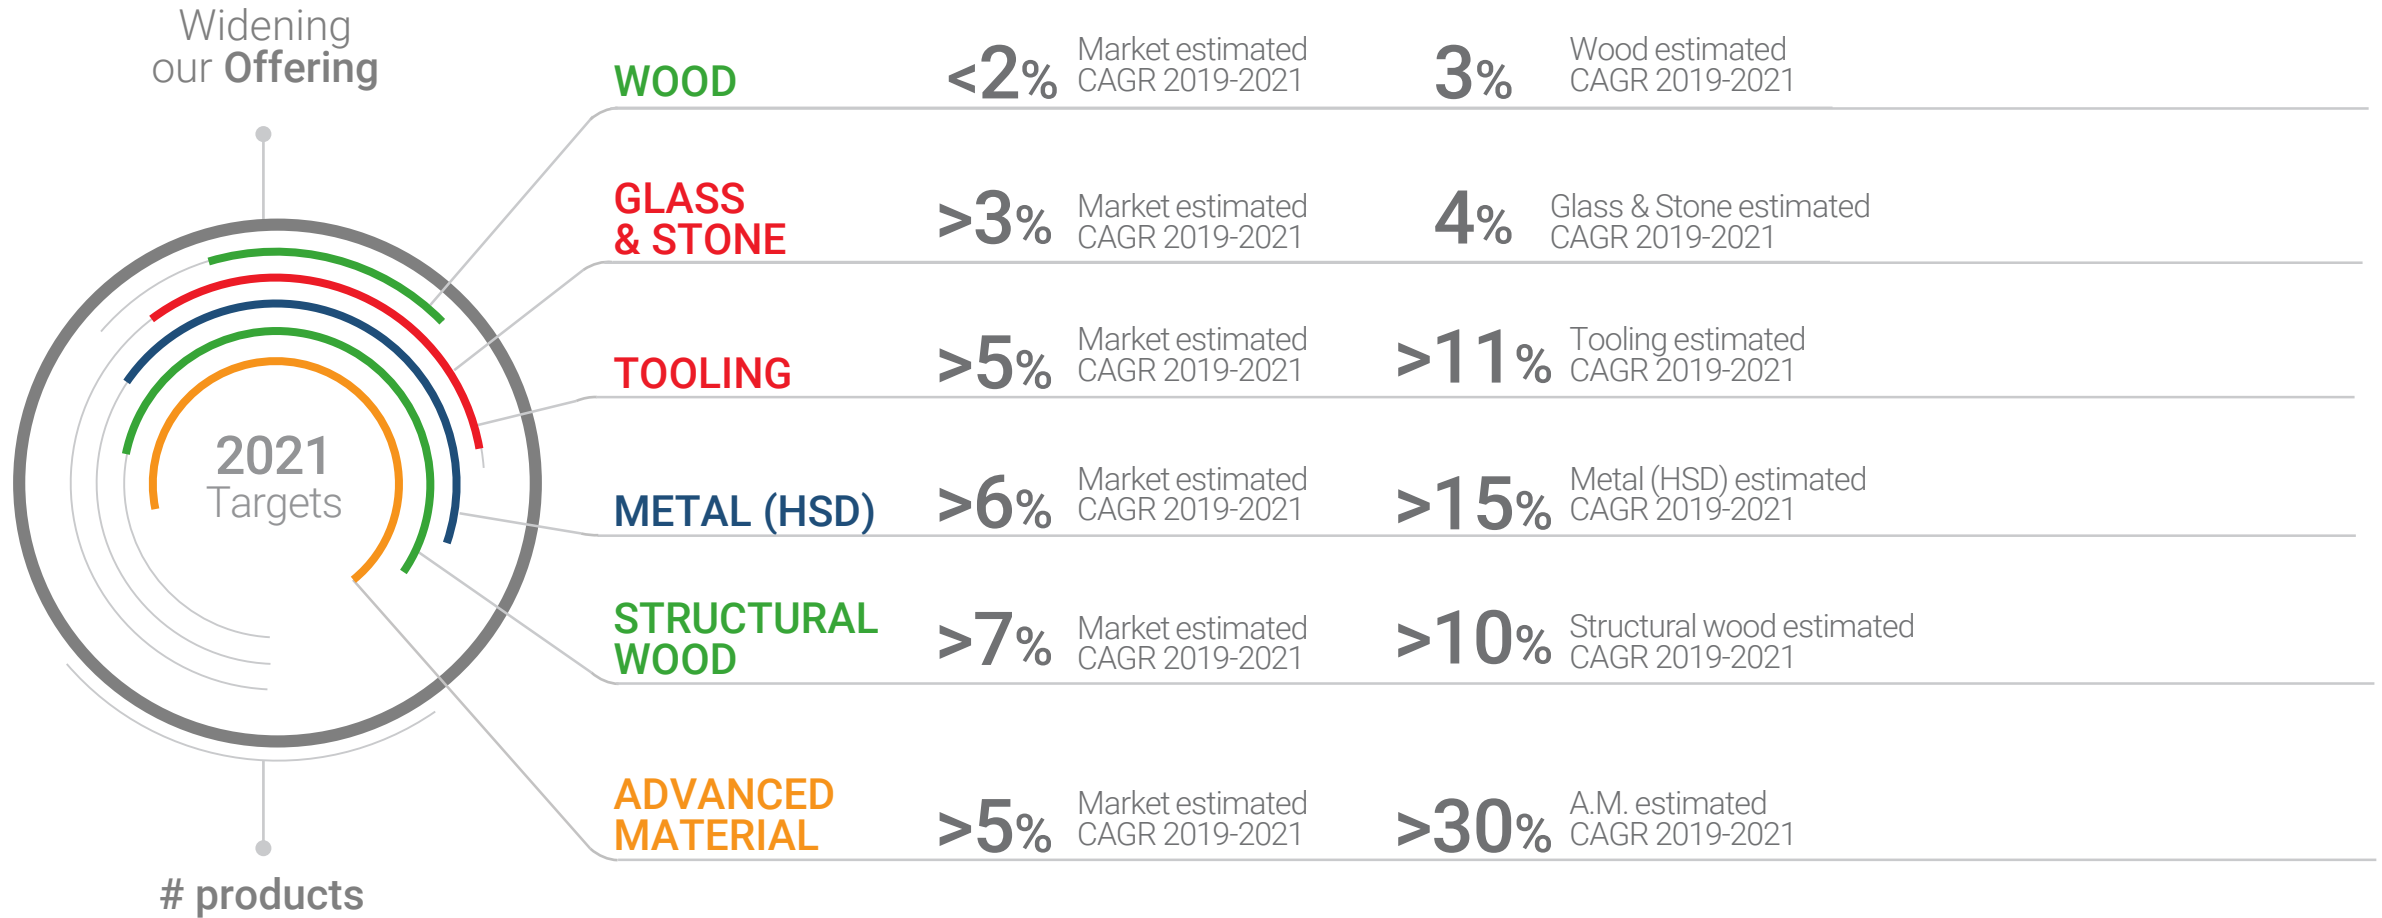 Widening
our Offering
2021
Targets
# products
WOOD
<2%
Market estimated
CAGR 2019-2021
3%
Wood estimated
CAGR 2019-2021
GLASS
& STONE
>3%
Market estimated
CAGR 2019-2021
4%
Glass & Stone estimated
CAGR 2019-2021
TOOLING
>5%
Market estimated
CAGR 2019-2021
>11%
Tooling estimated
CAGR 2019-2021
METAL (HSD)
>6%
Market estimated
CAGR 2019-2021
>15%
Metal (HSD) estimated
CAGR 2019-2021
STRUCTURAL
WOOD
>7%
Market estimated
CAGR 2019-2021
>10%
Structural wood estimated
CAGR 2019-2021
ADVANCED
MATERIAL
>5%
Market estimated
CAGR 2019-2021
>30%
A.M. estimated
CAGR 2019-2021